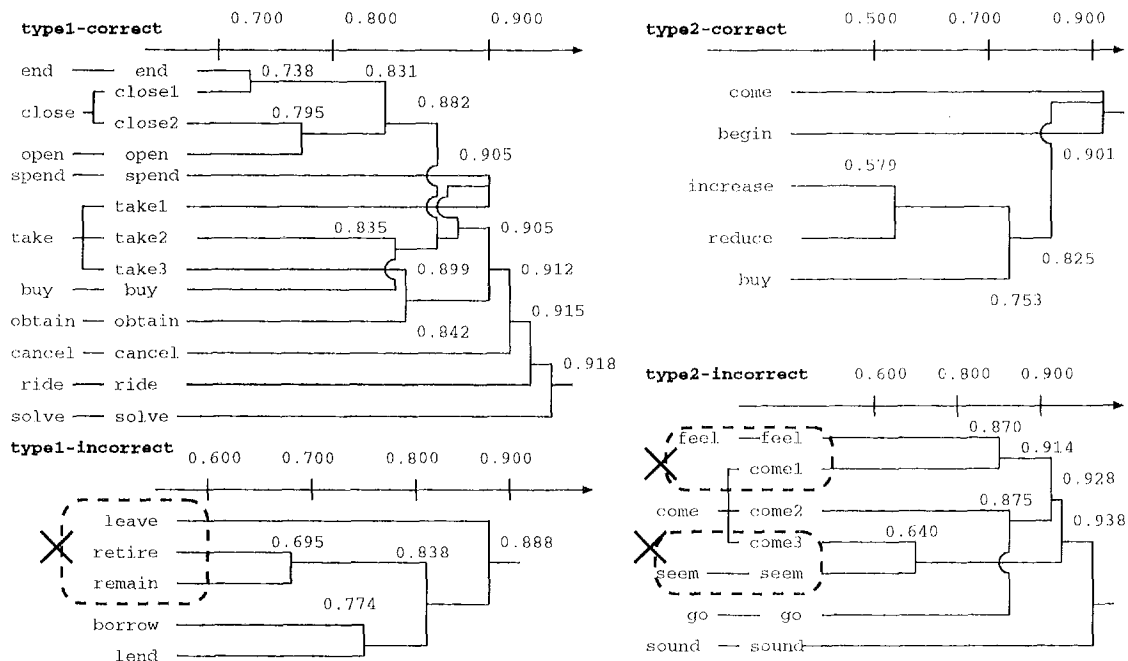 type1-correct
0.700 0.800 0.900
end end 0.738 0.831
close close1 0.882
close2 0.795
open open 0.905
spend spend
take1
take take2 0.835 0.905
take3 0.899 0.912
buy buy
obtain obtain 0.842 0.915
cancel cancel 0.918
ride ride
solve solve
type1-incorrect
0.600 0.700 0.800 0.900
leave
retire 0.695 0.838 0.888
remain
0.774
borrow
lend
type2-correct
0.500 0.700 0.900
come
begin
0.901
increase 0.579
reduce
0.825
buy
0.753
type2-incorrect
0.600 0.800 0.900
feel feel 0.870
0.914
come1
0.928
come come2 0.875
0.938
come3 0.640
seem seem
go go
sound sound